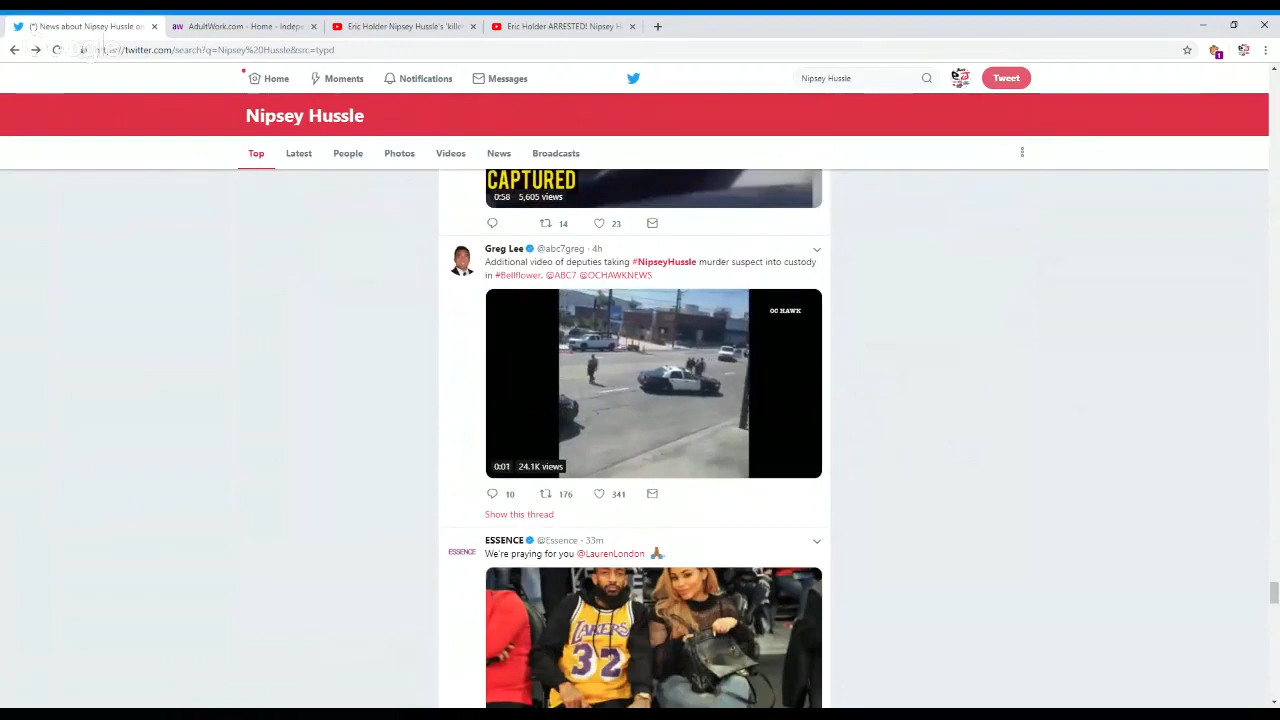 (*) News about Nipsey Hussle on
AdultWork.com - Home - Indepe
Eric Holder Nipsey Hussle's 'killer
Eric Holder ARRESTED! Nipsey H
//twitter.com/search?q=Nipsey%20Hussle&src=typd
1
Home
Moments
Notifications
Messages
Nipsey Hussle
Tweet
Nipsey Hussle
Top
Latest
People
Photos
Videos
News
Broadcasts
CAPTURED
0:58 5,605 views
14
23
Greg Lee @abc7greg · 4h
Additional video of deputies taking #NipseyHussle murder suspect into custody
in #Bellflower. @ABC7 @OCHAWKNEWS
OC HAWK
0:01 24.1K views
10
176
341
Show this thread
ESSENCE
ESSENCE @Essence · 33m
We're praying for you @LaurenLondon
LAKERS
32